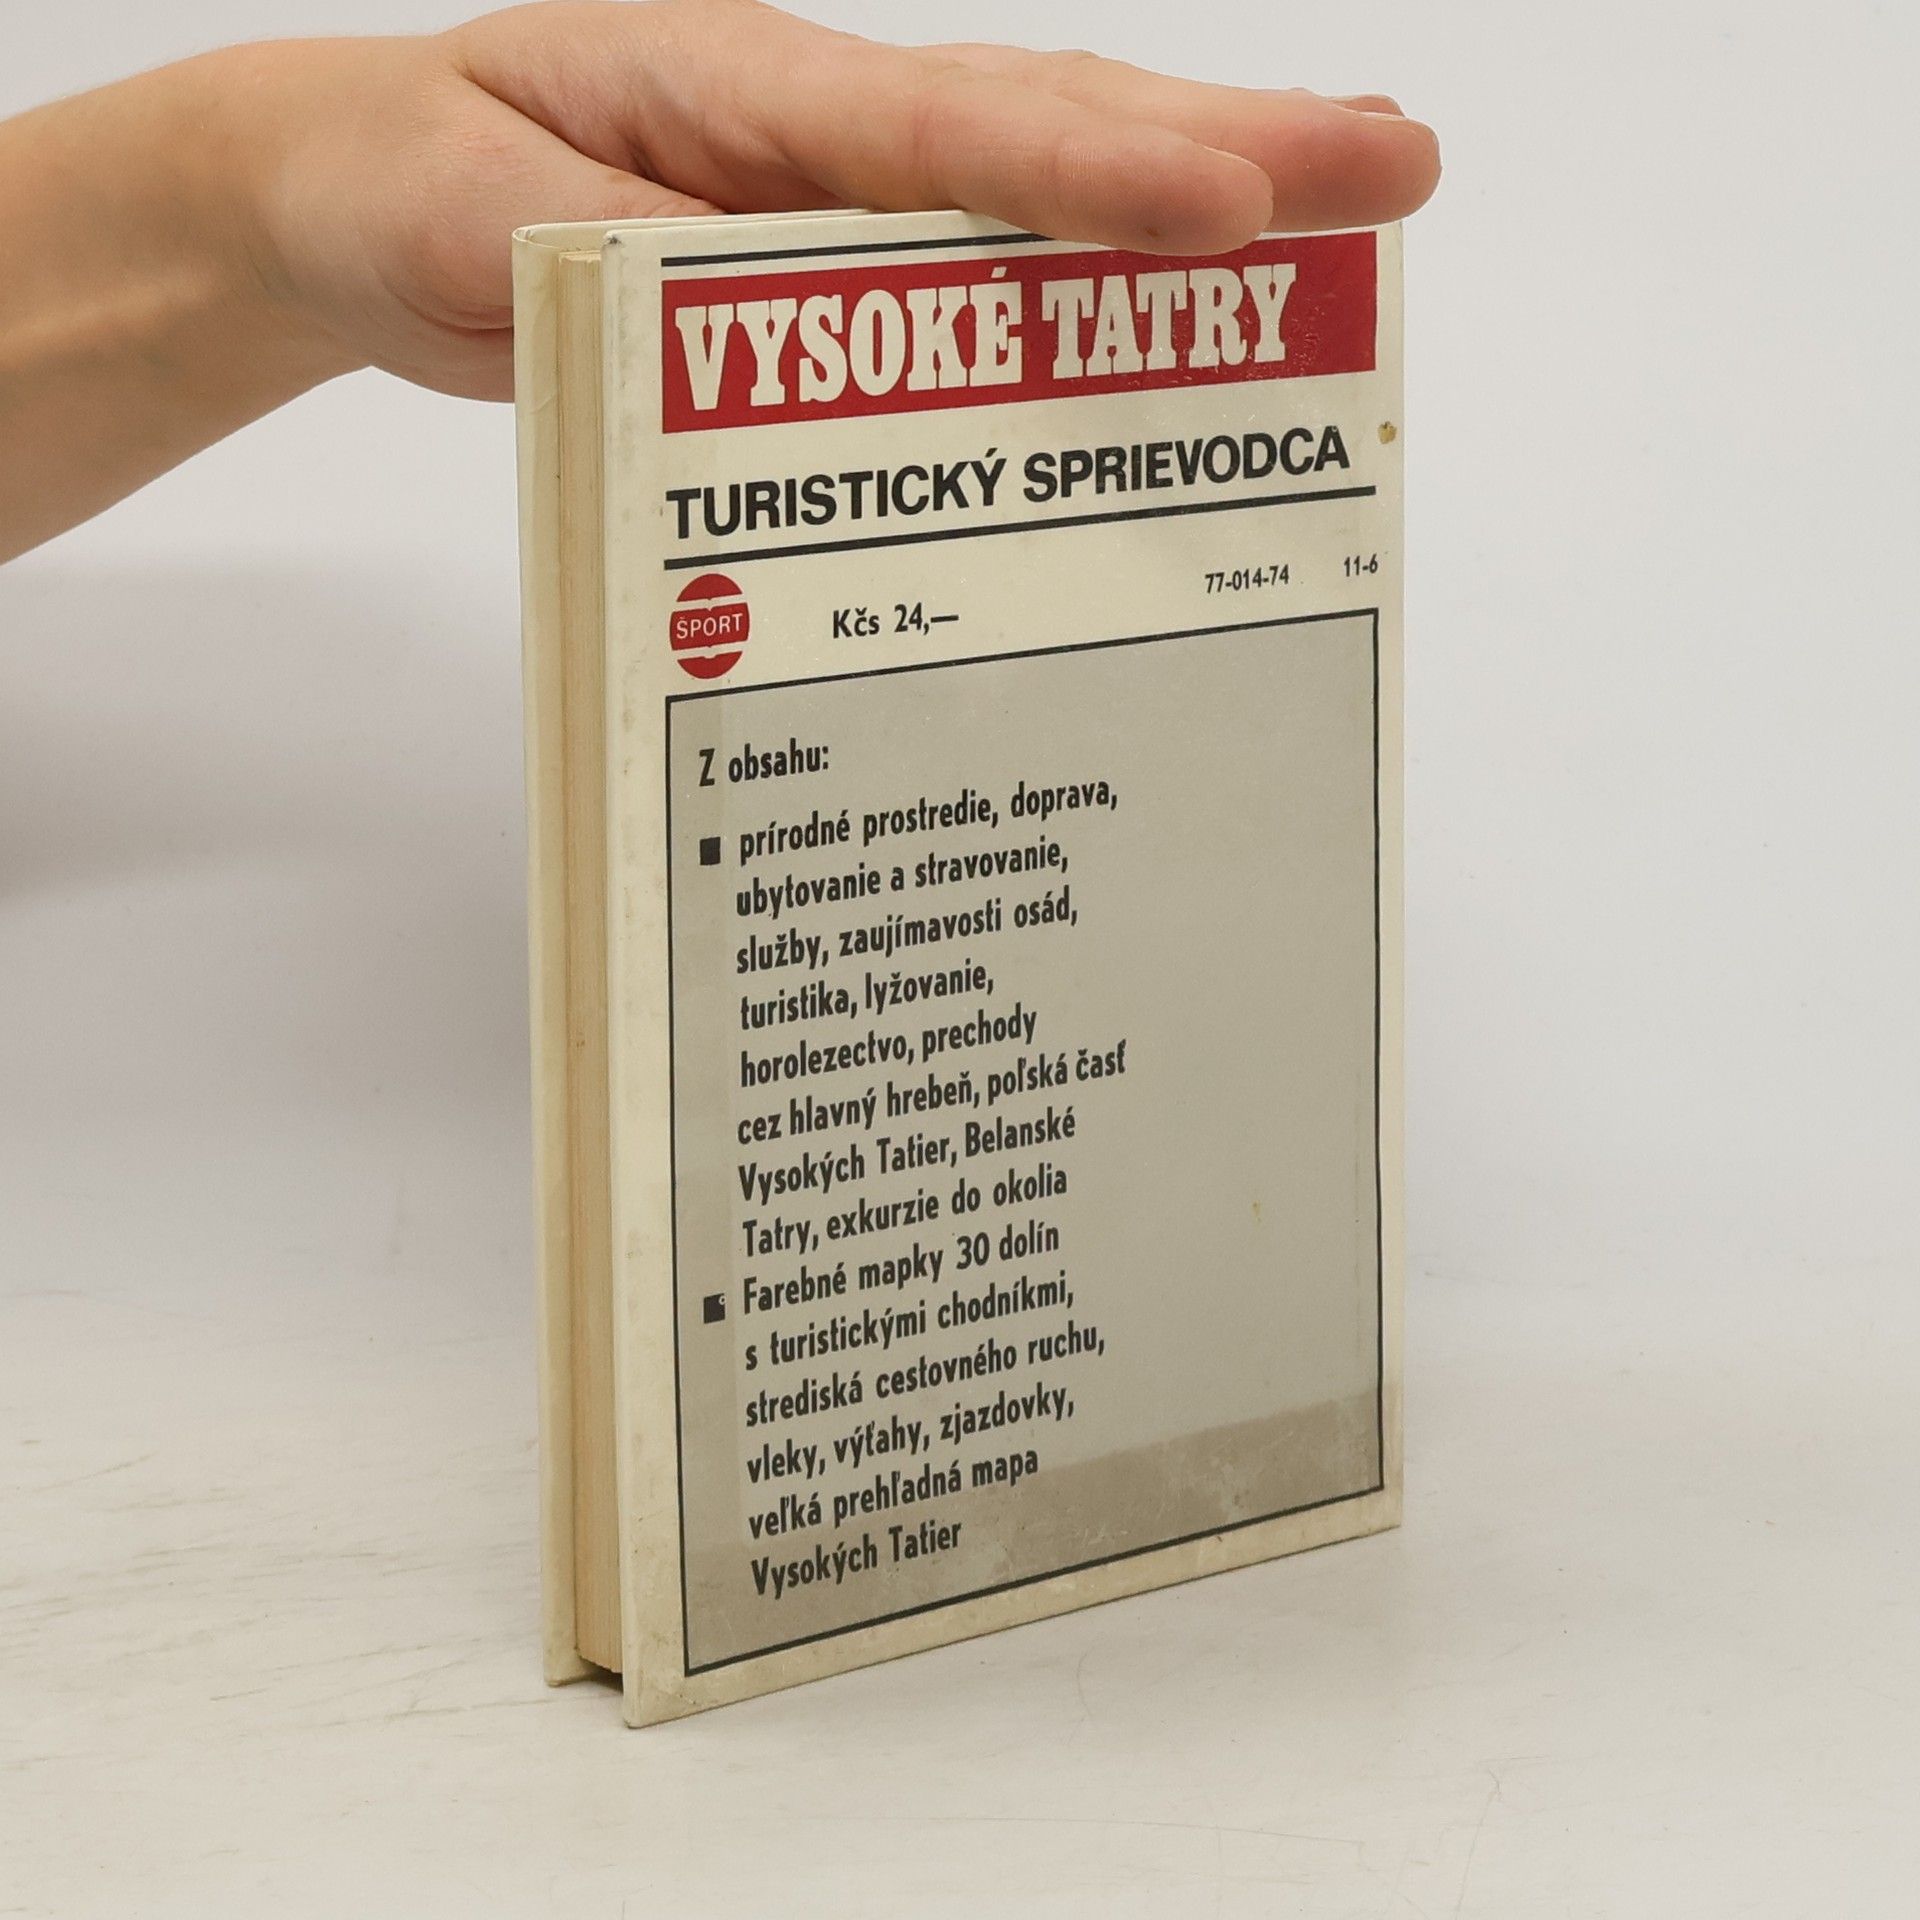 VYSOKÉ TATRY
TURISTICKÝ SPRIEVODCA
77-014-74 11-6
ŠPORT
Kčs 24,—
Z obsahu:
■ prírodné prostredie, doprava,
ubytovanie a stravovanie,
služby, zaujímavosti osád,
turistika, lyžovanie,
horolezectvo, prechody
cez hlavný hrebeň, poľská časť
Vysokých Tatier, Belanské
Tatry, exkurzie do okolia
■ Farebné mapky 30 dolín
s turistickými chodníkmi,
strediská cestovného ruchu,
vleky, výťahy, zjazdovky,
veľká prehľadná mapa
Vysokých Tatier